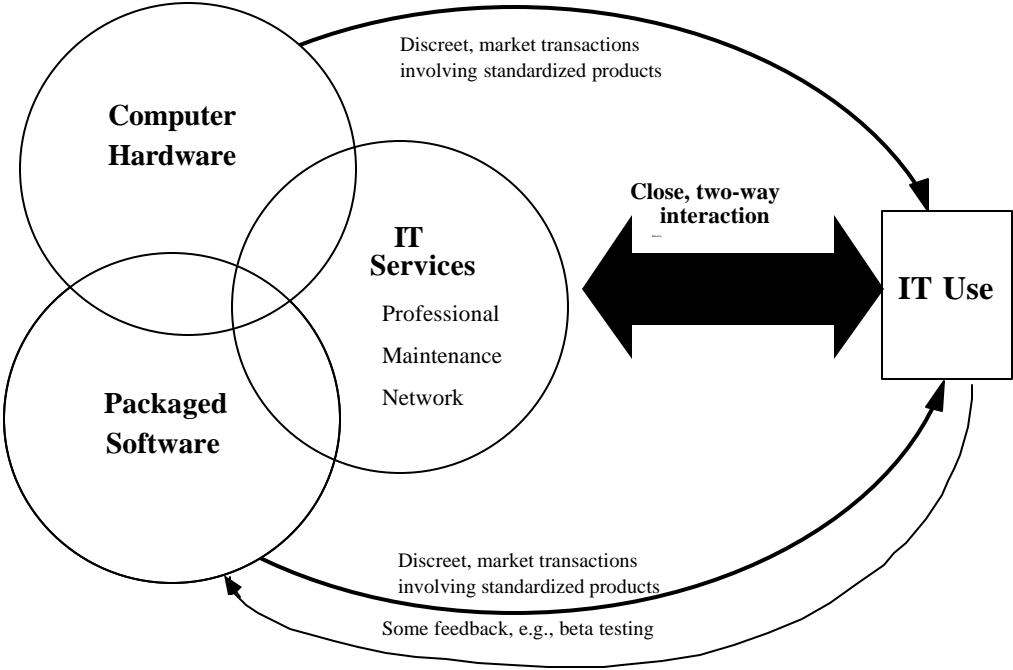 Discreet, market transactions
involving standardized products
Computer
Hardware
Close, two-way
interaction
IT
Services
Professional
Maintenance
Network
IT Use
Packaged
Software
Discreet, market transactions
involving standardized products
Some feedback, e.g., beta testing